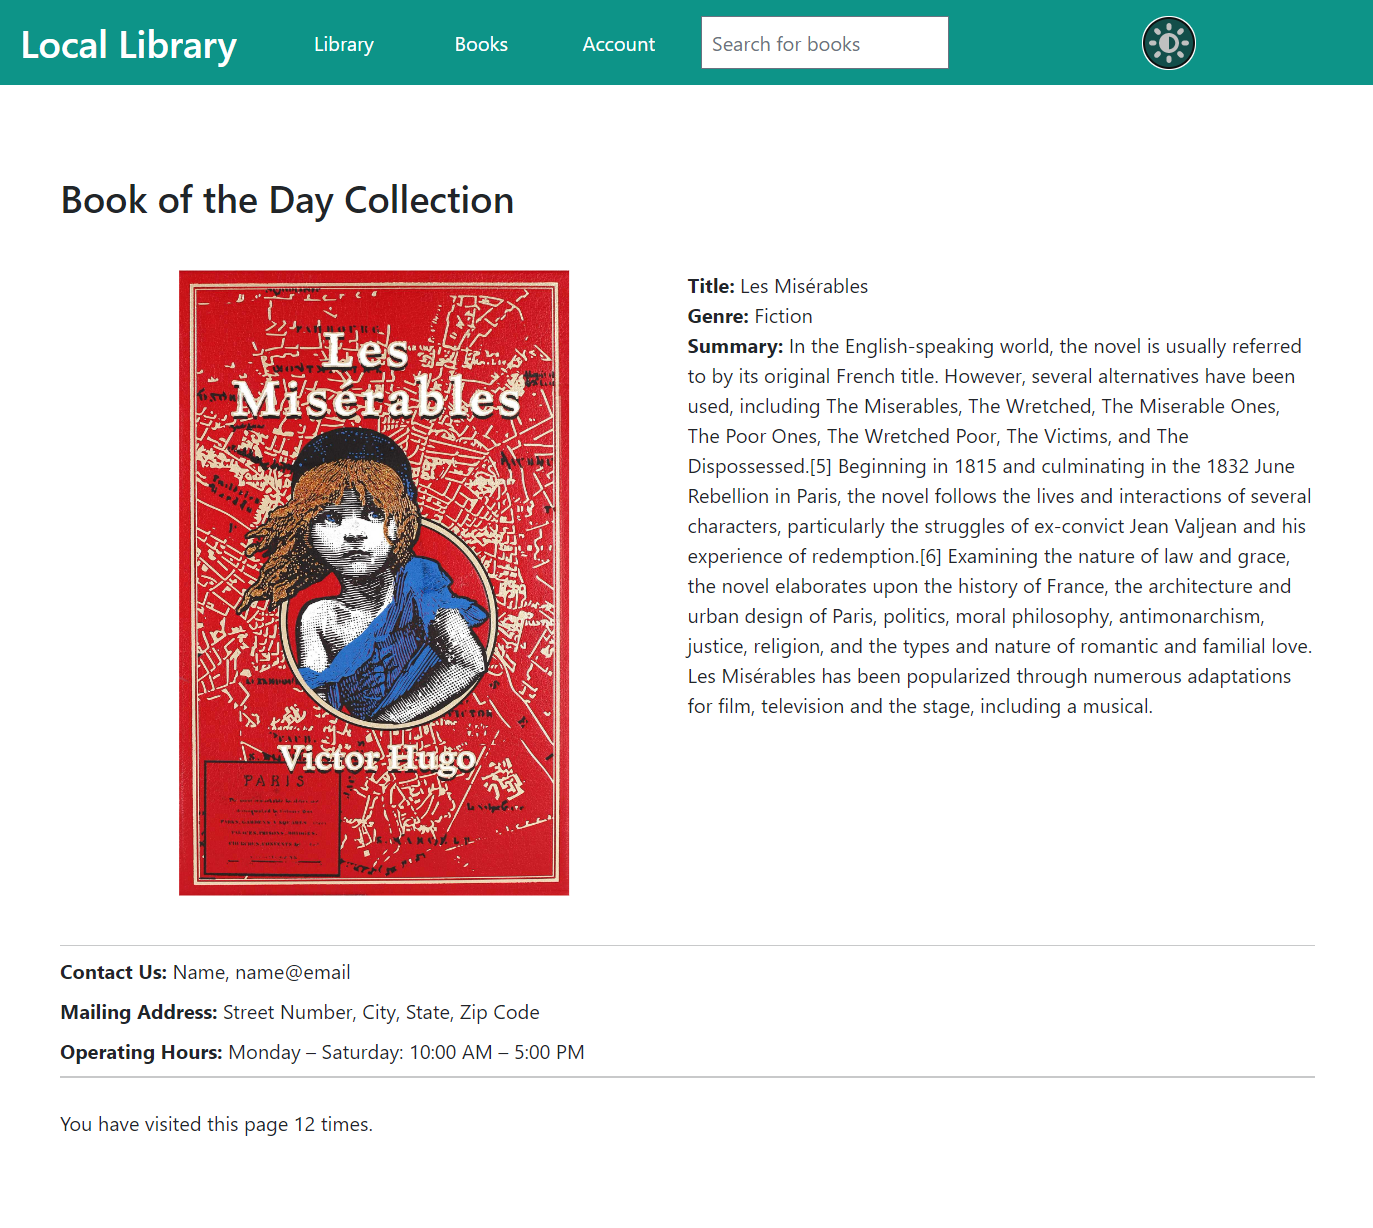 Local Library
Library
Books
Account
Search for books
Book of the Day Collection
Les
Misérables
Victor Hugo
PARIS
Title: Les Misérables
Genre: Fiction
Summary: In the English-speaking world, the novel is usually referred
to by its original French title. However, several alternatives have been
used, including The Miserables, The Wretched, The Miserable Ones,
The Poor Ones, The Wretched Poor, The Victims, and The
Dispossessed.[5] Beginning in 1815 and culminating in the 1832 June
Rebellion in Paris, the novel follows the lives and interactions of several
characters, particularly the struggles of ex-convict Jean Valjean and his
experience of redemption.[6] Examining the nature of law and grace,
the novel elaborates upon the history of France, the architecture and
urban design of Paris, politics, moral philosophy, antimonarchism,
justice, religion, and the types and nature of romantic and familial love.
Les Misérables has been popularized through numerous adaptations
for film, television and the stage, including a musical.
Contact Us: Name, name@email
Mailing Address: Street Number, City, State, Zip Code
Operating Hours: Monday – Saturday: 10:00 AM – 5:00 PM
You have visited this page 12 times.